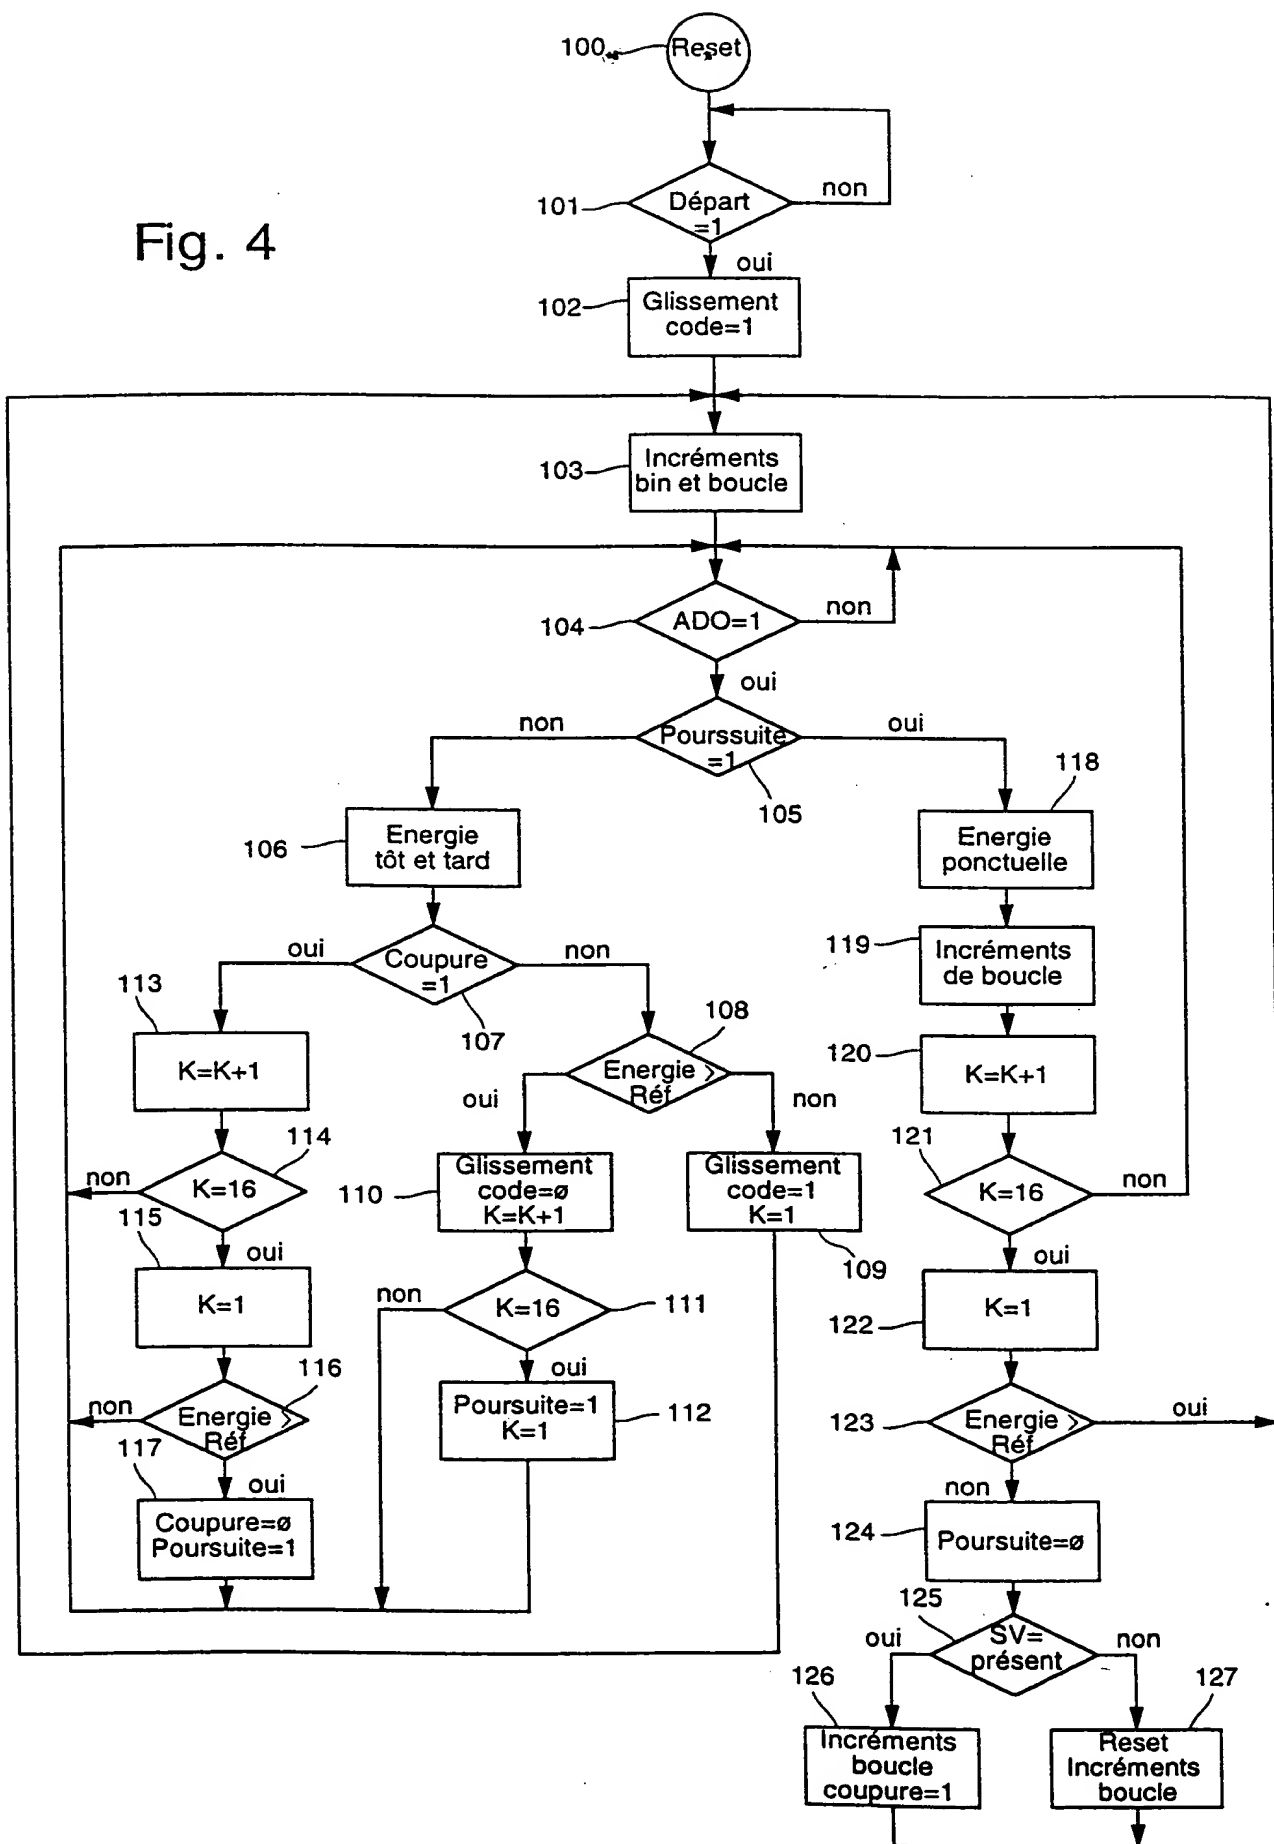 100
Reset
non
101
Départ
=1
Fig. 4
oui
102
Glissement
code=1
103
Incréments
bin et boucle
104
ADO=1
non
oui
non
Pourssuite
=1
oui
105
118
106
Energie
tôt et tard
Energie
ponctuelle
oui
Coupure
=1
non
107
119
Incréments
de boucle
113
K=K+1
108
Energie >
Réf
oui
non
120
K=K+1
114
non
K=16
110
Glissement
code=ø
K=K+1
Glissement
code=1
K=1
109
121
K=16
non
115
oui
K=1
non
K=16
111
oui
oui
122
K=1
116
non
Energie >
Réf
Poursuite=1
K=1
112
123
Energie >
Réf
oui
117
oui
non
Coupure=ø
Poursuite=1
124
Poursuite=ø
125
oui
SV=
présent
non
126
127
Incréments
boucle
coupure=1
Reset
Incréments
boucle